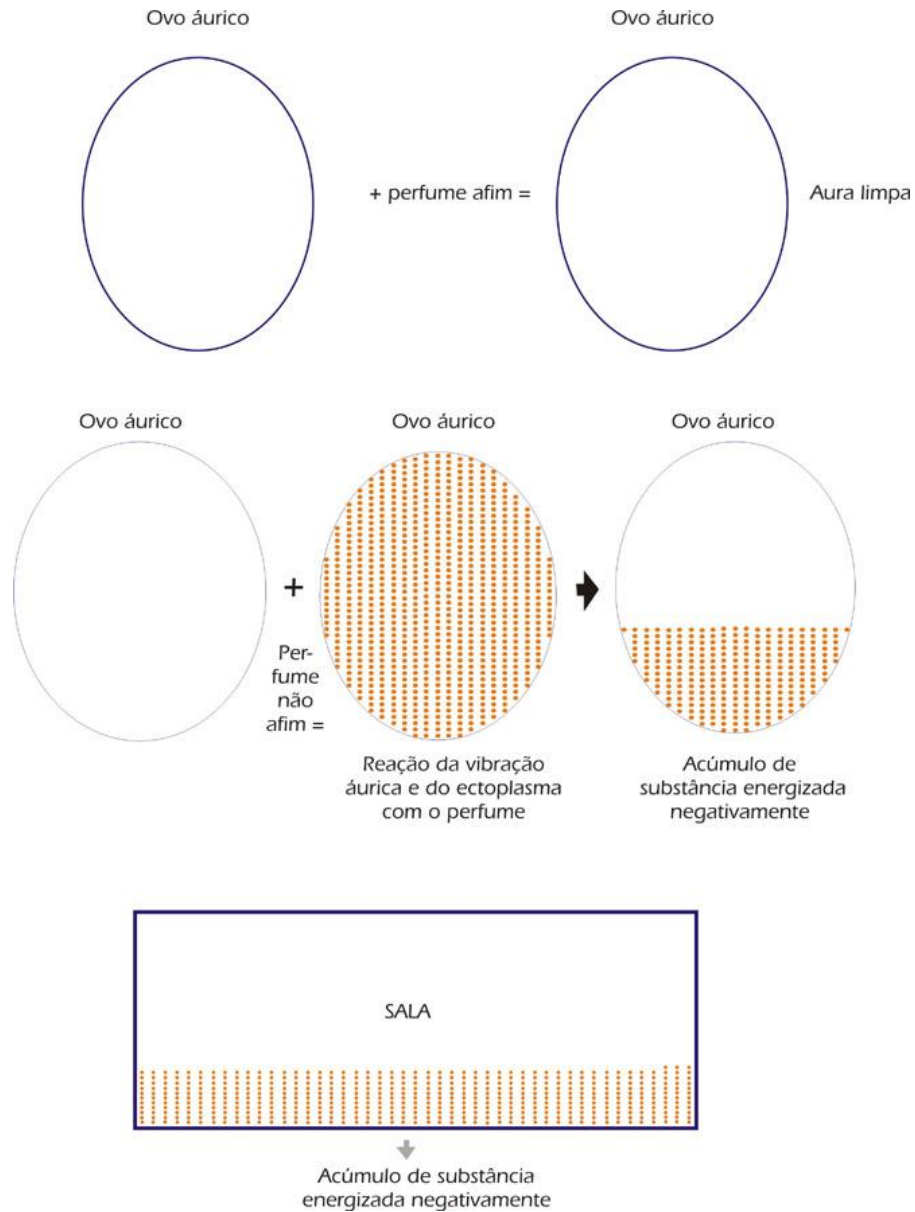 Ovo áurico
Ovo áurico
+ perfume afim =
Aura limpa
Ovo áurico
Ovo áurico
Ovo áurico
+
Per-
fume
não
afim =
Reação da vibração
áurica e do ectoplasma
com o perfume
Acúmulo de
substância energizada
negativamente
SALA
Acúmulo de substância
energizada negativamente